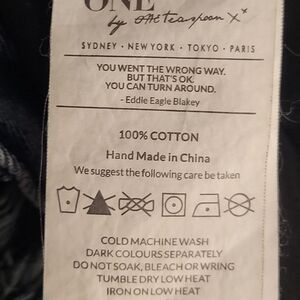 ONE
by one teaspoon X*
SYDNEY • NEW YORK • TOKYO • PARIS
YOU WENT THE WRONG WAY.
BUT THAT'S OK.
YOU CAN TURN AROUND.
- Eddie Eagle Blakey
100% COTTON
Hand Made in China
We suggest the following care be taken
COLD MACHINE WASH
DARK COLOURS SEPARATELY
DO NOT SOAK, BLEACH OR WRING
TUMBLE DRY LOW HEAT
IRON ON LOW HEAT